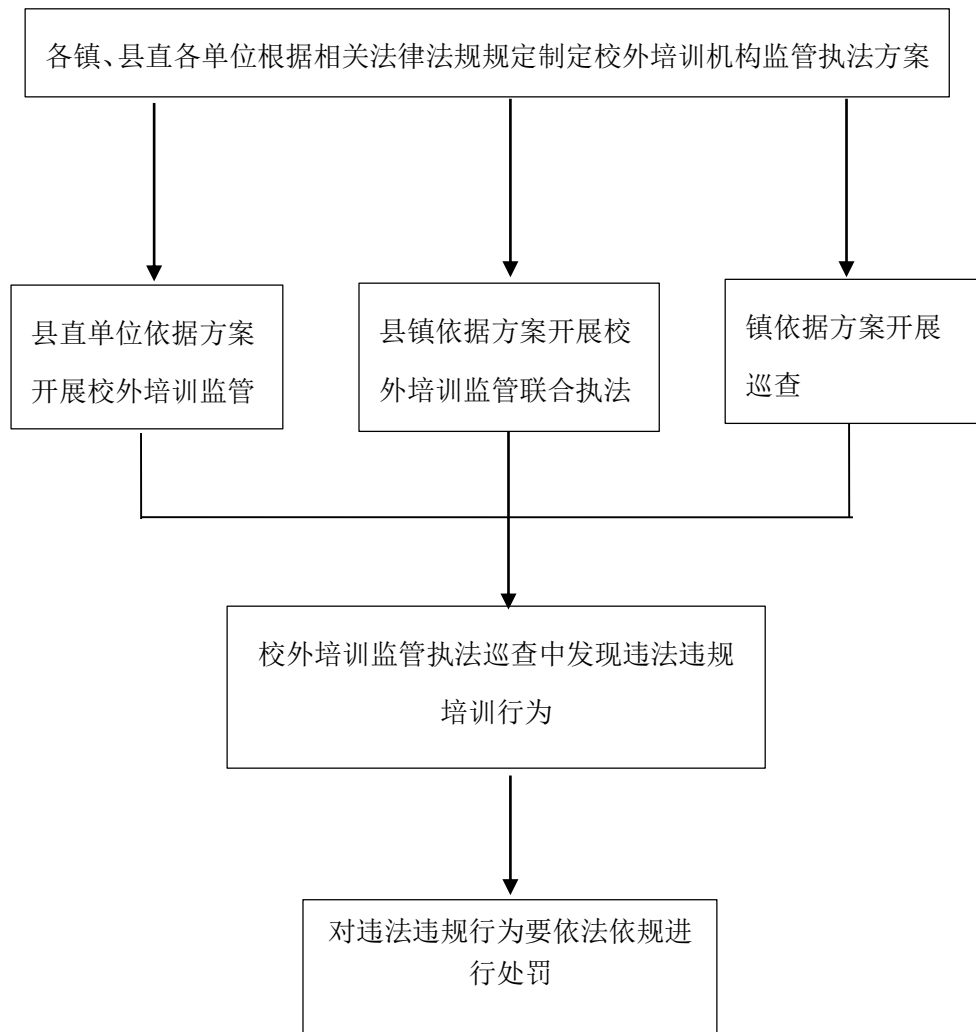 各镇、县直各单位根据相关法律法规规定制定校外培训机构监管执法方案
县直单位依据方案
开展校外培训监管
县镇依据方案开展校
外培训监管联合执法
镇依据方案开展
巡查
校外培训监管执法巡查中发现违法违规
培训行为
对违法违规行为要依法依规进
行处罚